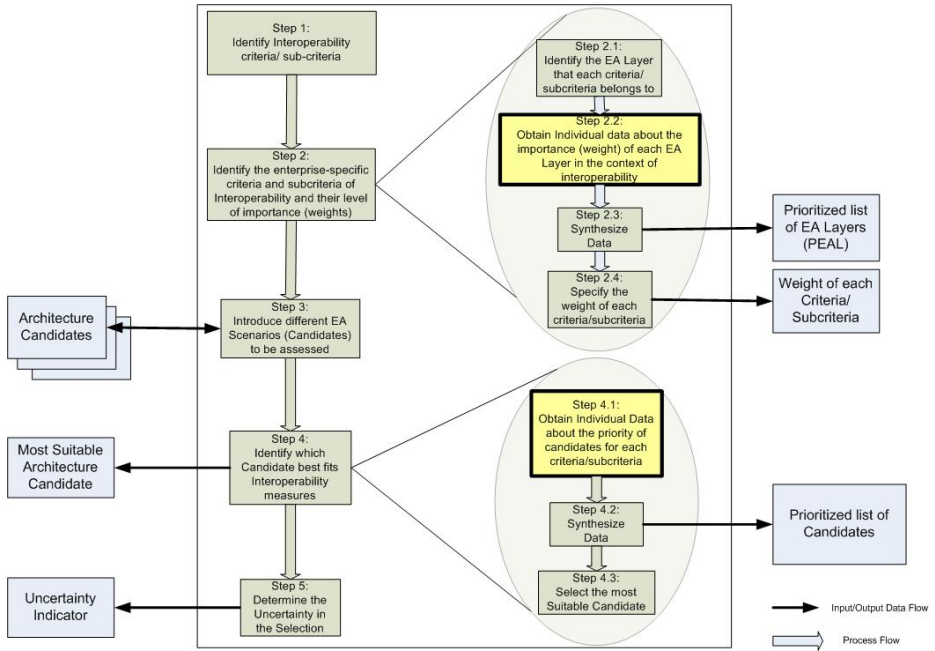 Step 1:
Identify Interoperability
criteria/ sub-criteria
Step 2:
Identify the enterprise-specific
criteria and subcriteria of
Interoperability and their level
of importance (weights)
Step 3:
Introduce different EA
Scenarios (Candidates)
to be assessed
Step 4:
Identify which
Candidate best fits
Interoperability
measures
Step 5:
Determine the
Uncertainty in
the Selection
Architecture
Candidates
Most Suitable
Architecture
Candidate
Uncertainty
Indicator
Step 2.1:
Identify the EA Layer
that each criteria/
subcriteria belongs to
Step 2.2:
Obtain Individual data about the
importance (weight) of each EA
Layer in the context of
interoperability
Step 2.3:
Synthesize
Data
Step 2.4:
Specify the
weight of each
criteria/subcriteria
Prioritized list
of EA Layers
(PEAL)
Weight of each
Criteria/
Subcriteria
Step 4.1:
Obtain Individual Data
about the priority of
candidates for each
criteria/subcriteria
Step 4.2:
Synthesize
Data
Step 4.3:
Select the most
Suitable Candidate
Prioritized list of
Candidates
Input/Output Data Flow
Process Flow